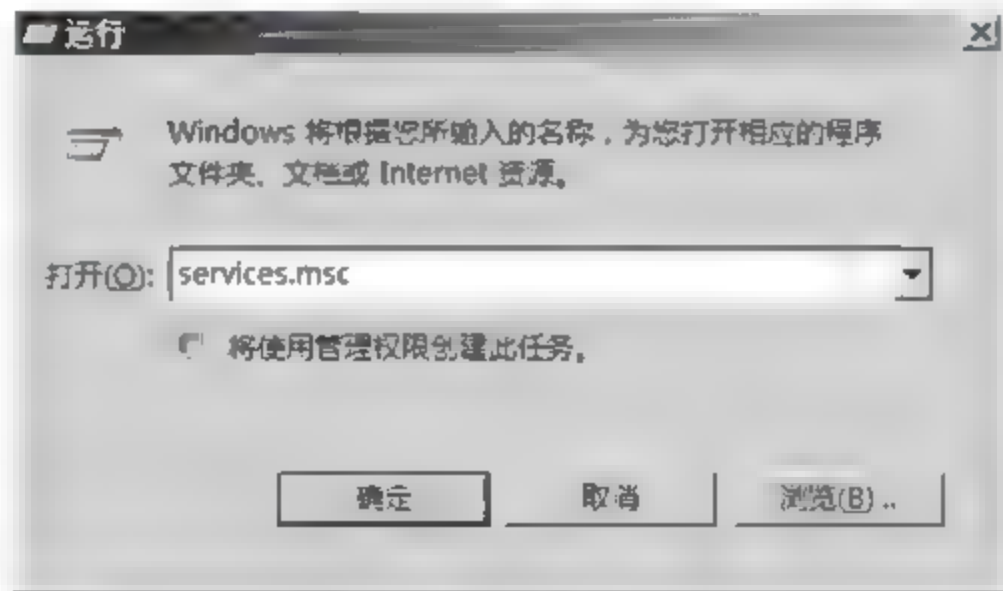 运行
Windows 将根据您所输入的名称，为您打开相应的程序
文件夹、文档或 Internet 资源。
打开(O): services.msc
将使用管理权限创建此任务。
确定 取消 浏览(B)..